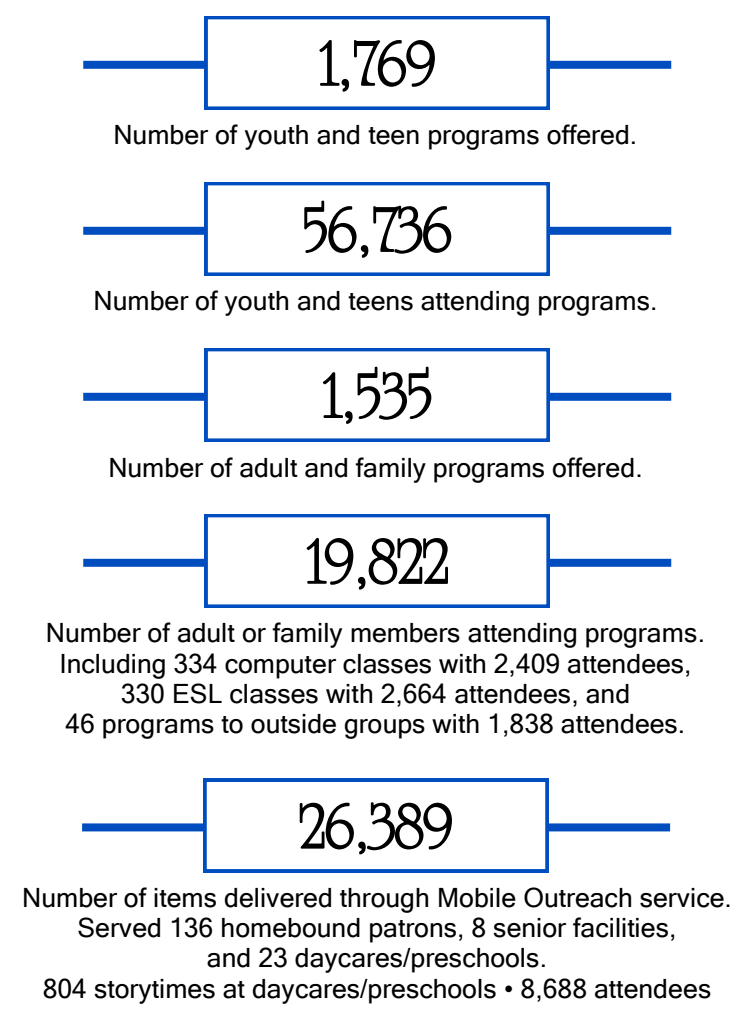 1,769
Number of youth and teen programs offered.
56,736
Number of youth and teens attending programs.
1,535
Number of adult and family programs offered.
19,822
Number of adult or family members attending programs.
Including 334 computer classes with 2,409 attendees,
330 ESL classes with 2,664 attendees, and
46 programs to outside groups with 1,838 attendees.
26,389
Number of items delivered through Mobile Outreach service.
Served 136 homebound patrons, 8 senior facilities,
and 23 daycares/preschools.
804 storytimes at daycares/preschools • 8,688 attendees